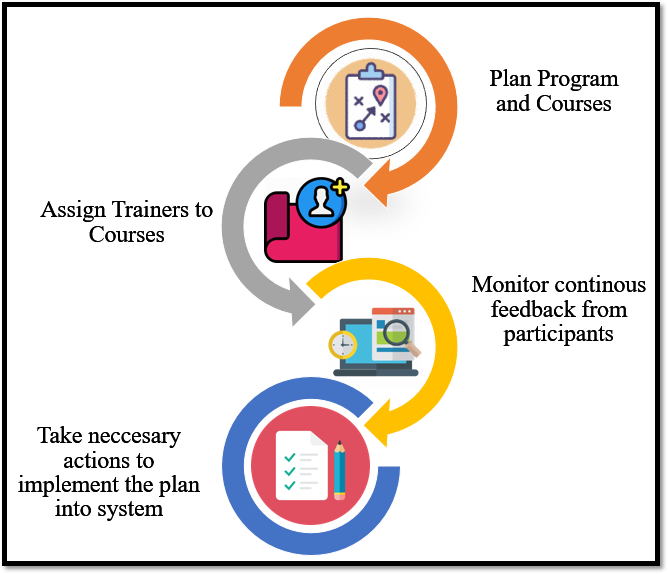 Plan Program
and Courses
Assign Trainers to
Courses
Monitor continous
feedback from
participants
Take neccesary
actions to
implement the plan
into system